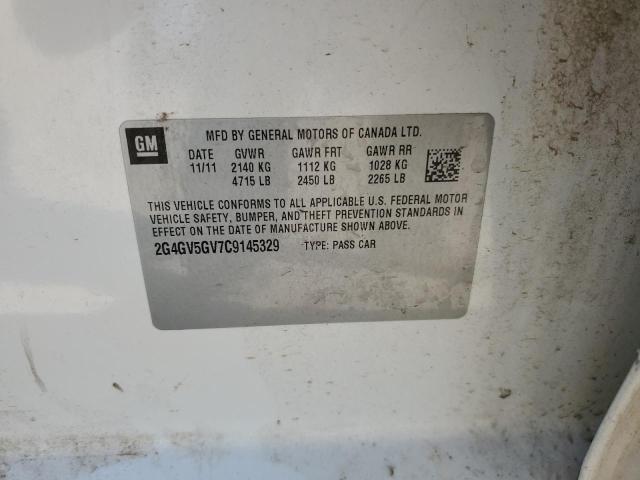 GM
MFD BY GENERAL MOTORS OF CANADA LTD.
DATE GVWR GAWR FRT GAWR RR
11/11 2140 KG 1112 KG 1028 KG
4715 LB 2450 LB 2265 LB
THIS VEHICLE CONFORMS TO ALL APPLICABLE U.S. FEDERAL MOTOR
VEHICLE SAFETY, BUMPER, AND THEFT PREVENTION STANDARDS IN
EFFECT ON THE DATE OF MANUFACTURE SHOWN ABOVE.
2G4GV5GV7C9145329 TYPE: PASS CAR